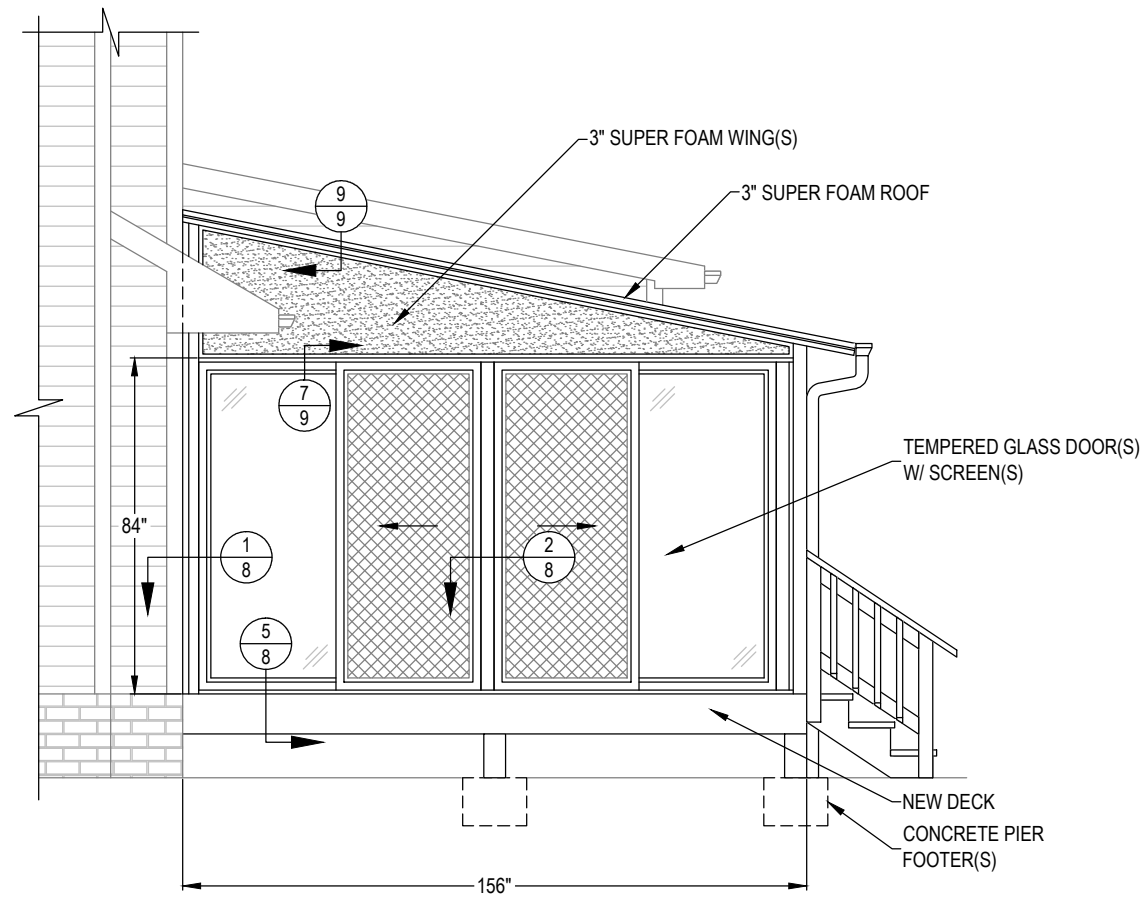 3" SUPER FOAM WING(S)
3" SUPER FOAM ROOF
9
9
7
9
TEMPERED GLASS DOOR(S)
W/ SCREEN(S)
84"
1
8
2
8
5
8
NEW DECK
CONCRETE PIER
FOOTER(S)
156"